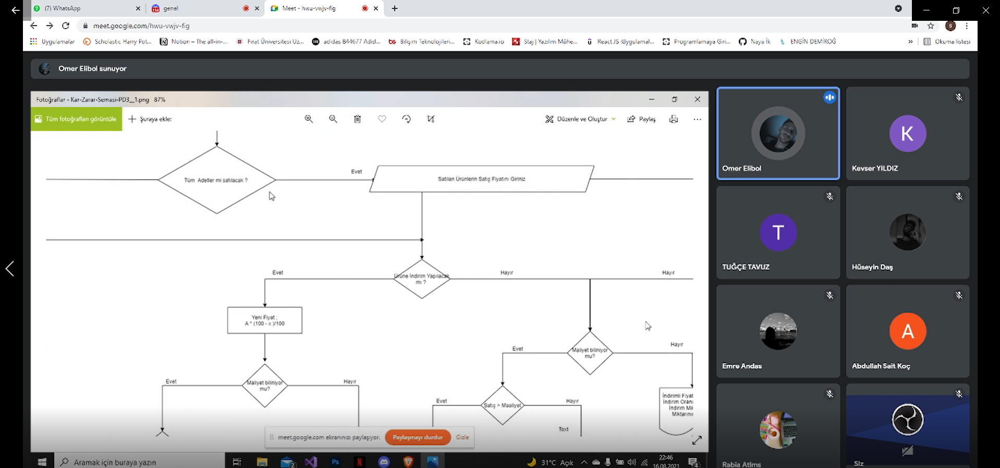 (7) WhatsApp
genel
Meet - hwu-vwjv-fig
meet.google.com/hwu-vwjv-fig
Uygulamalar
Scholastic Harry Pot...
Notion – The all-in-...
Fırat Üniversitesi Uz...
adidas B44677 Adid...
Bilişim Teknolojileri...
Kodlama.io
Staj | Yazılım Mühe...
React JS :Uygulamal...
Programlamaya Giri...
Naya İk
ENGİN DEMİROĞ
»
Okuma listesi
Omer Elibol sunuyor
Fotoğraflar - Kar-Zarar-Semasi-PD3__1.png 87%
Tüm fotoğrafları görüntüle
Şuraya ekle:
Düzenle ve Oluştur
Paylaş
Tüm Adetler mi satılacak ?
Evet
Satılan Ürünlerin Satış Fiyatını Giriniz
Evet
Ürüne İndirim Yapılacak
mı ?
Hayır
Hayır
Yeni Fiyat ;
A * (100 - x )/100
Evet
Maliyet biliniyor
mu?
Hayır
Evet
Maliyet biliniyor
mu?
Hayır
Evet
Satış > Maaliyet
Hayır
Text
İndirimli Fiyat
İndirim Oranı
İndirim Mi
Miktarını
meet.google.com ekranınızı paylaşıyor.
Paylaşmayı durdur
Gizle
Aramak için buraya yazın
Ps
2
31°C Açık
22:46
16.08.2021
4
Omer Elibol
K
Kevser YILDIZ
T
TUĞÇE TAVUZ
Hüseyin Daş
Emre Andas
A
Abdullah Sait Koç
Rabia Atlms
Siz